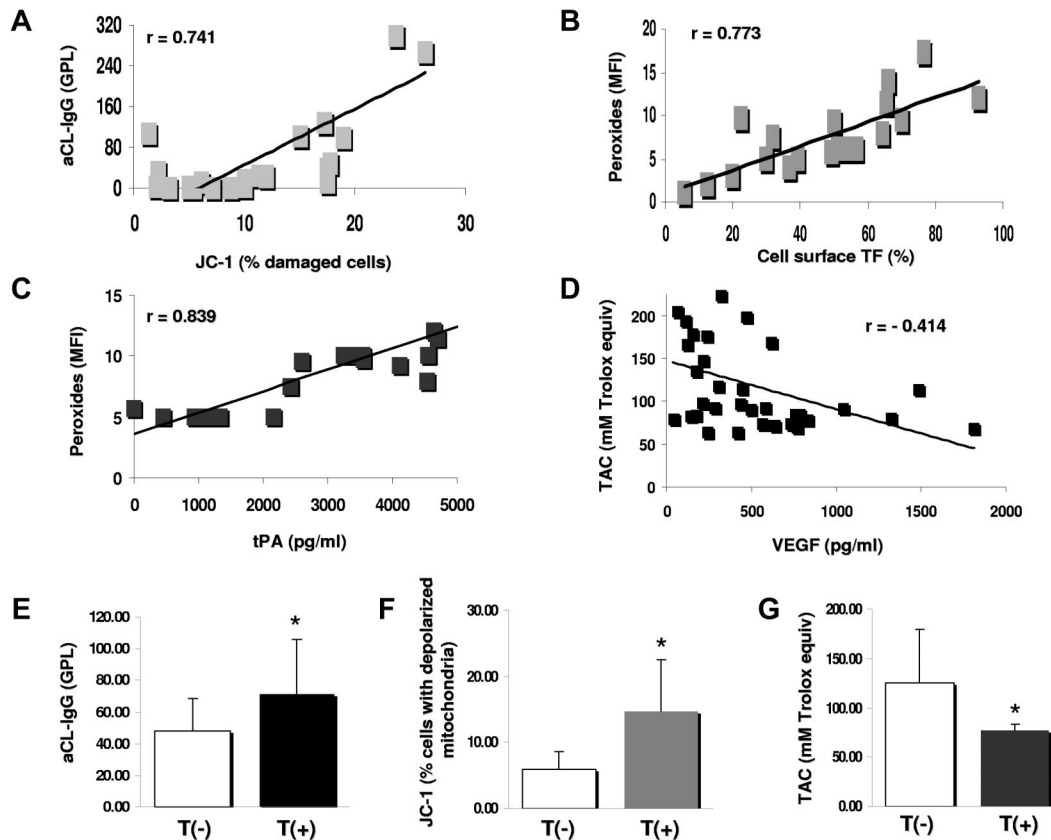 A
r = 0.741
aCL-IgG (GPL)
320
240
160
80
0
0 10 20 30
JC-1 (% damaged cells)
B
r = 0.773
Peroxides (MFI)
20
15
10
5
0
0 20 40 60 80 100
Cell surface TF (%)
C
r = 0.839
Peroxides (MFI)
15
10
5
0
0 1000 2000 3000 4000 5000
tPA (pg/ml)
D
r = - 0.414
TAC (mM Trolox equiv)
200
150
100
50
0
0 500 1000 1500 2000
VEGF (pg/ml)
E
aCL-IgG (GPL)
120.00
100.00
80.00
60.00
40.00
20.00
0.00
*
T(-) T(+)
F
JC-1 (% cells with depolarized
mitochondria)
30.00
20.00
10.00
0.00
*
T(-) T(+)
G
TAC (mM Trolox equiv)
200.00
150.00
100.00
50.00
0.00
*
T(-) T(+)